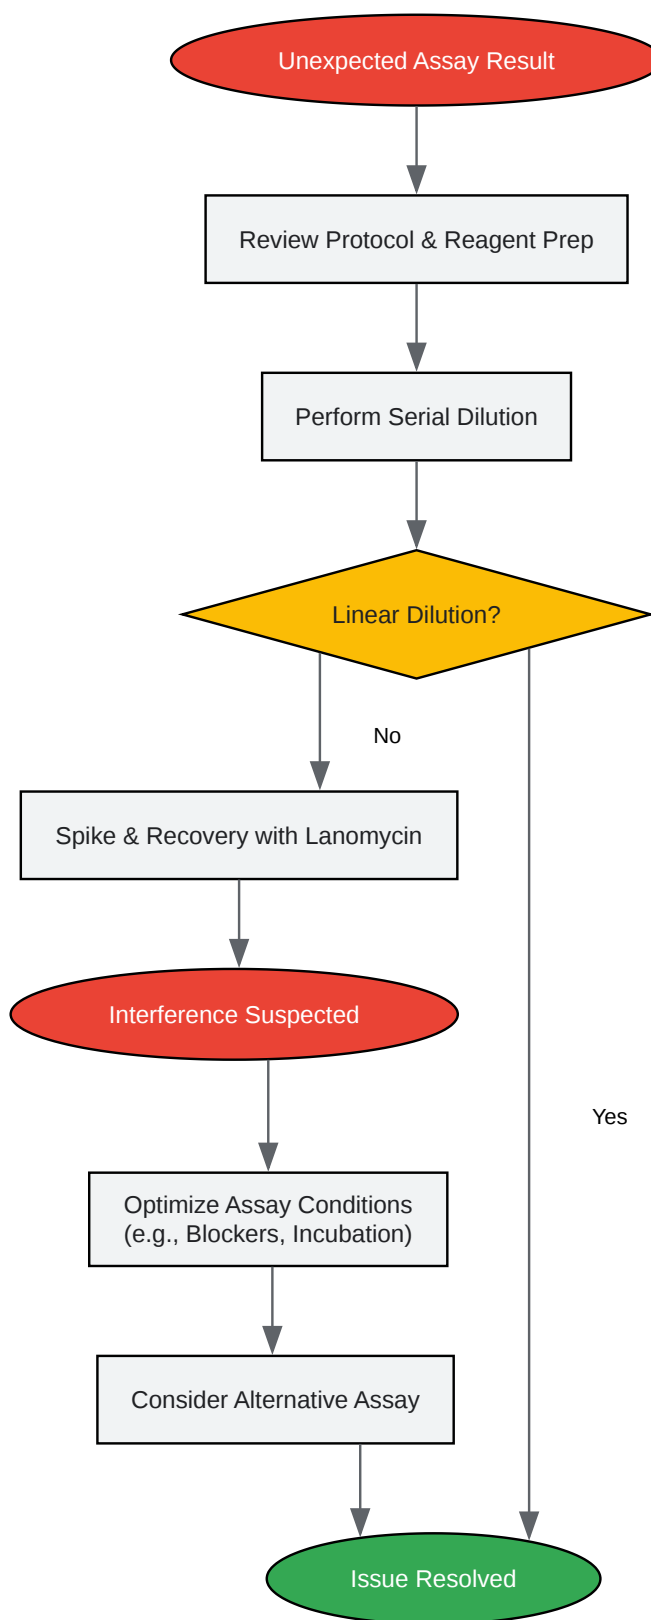 Unexpected Assay Result
Review Protocol & Reagent Prep
Perform Serial Dilution
Linear Dilution?
No
Spike & Recovery with Lanomycin
Interference Suspected
Yes
Optimize Assay Conditions
(e.g., Blockers, Incubation)
Consider Alternative Assay
Issue Resolved